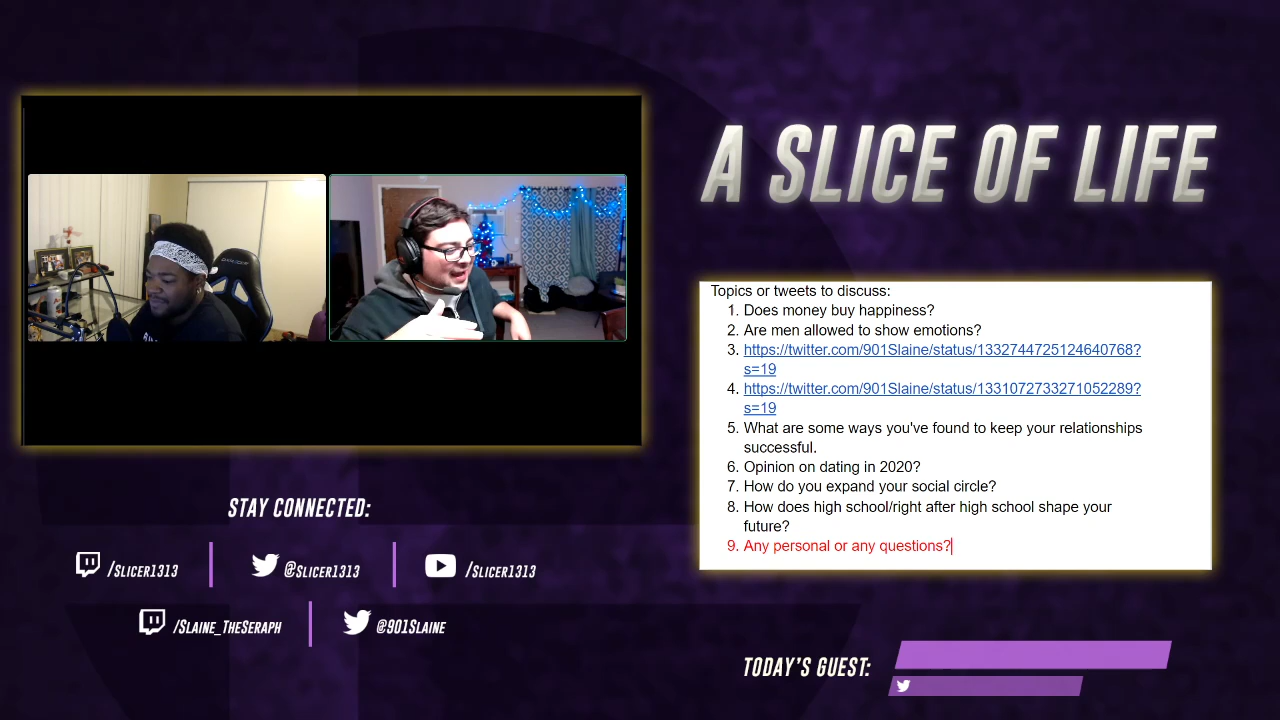 A SLICE OF LIFE
Topics or tweets to discuss:
1. Does money buy happiness?
2. Are men allowed to show emotions?
3. https://twitter.com/901Slaine/status/1332744725124640768?
s=19
4. https://twitter.com/901Slaine/status/1331072733271052289?
s=19
5. What are some ways you've found to keep your relationships
successful.
6. Opinion on dating in 2020?
7. How do you expand your social circle?
8. How does high school/right after high school shape your
future?
9. Any personal or any questions?
STAY CONNECTED:
/SLICER1313
@SLICER1313
/SLICER1313
/SLAINE_THESERAPH
@901SLAINE
TODAY'S GUEST: